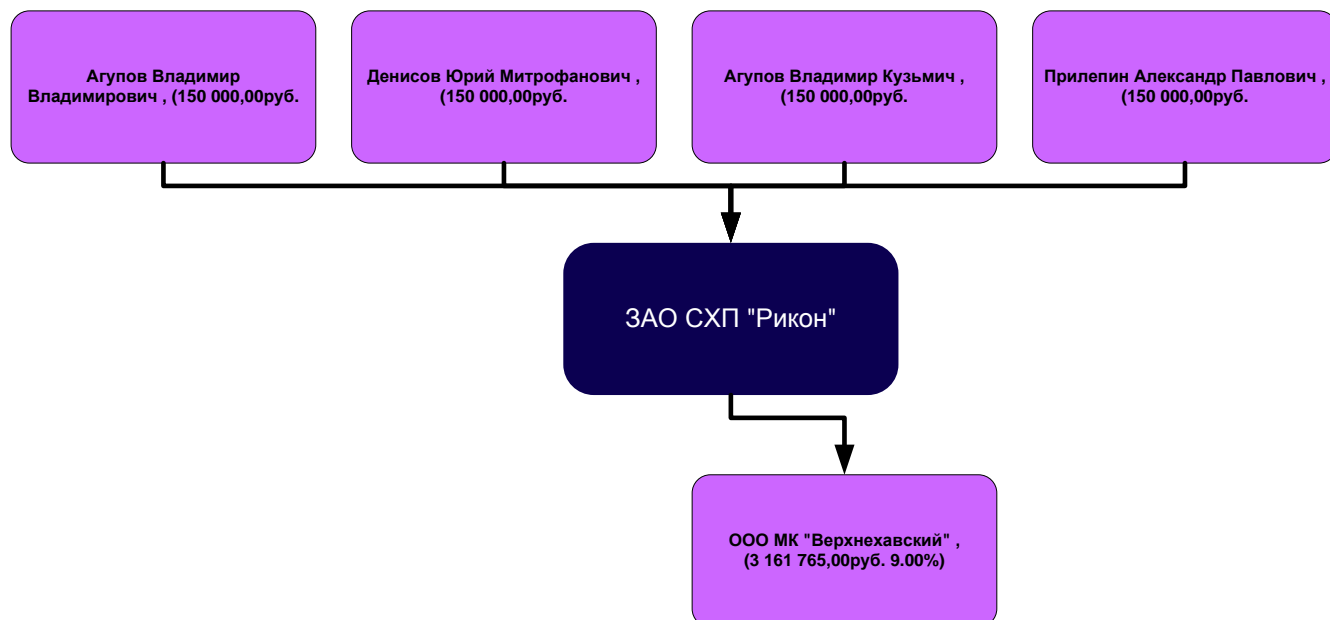 Агупов Владимир
Владимирович , (150 000,00руб.
Денисов Юрий Митрофанович ,
(150 000,00руб.
Агупов Владимир Кузьмич ,
(150 000,00руб.
Прилепин Александр Павлович ,
(150 000,00руб.
ЗАО СХП "Рикон"
ООО МК "Верхнехавский" ,
(3 161 765,00руб. 9.00%)